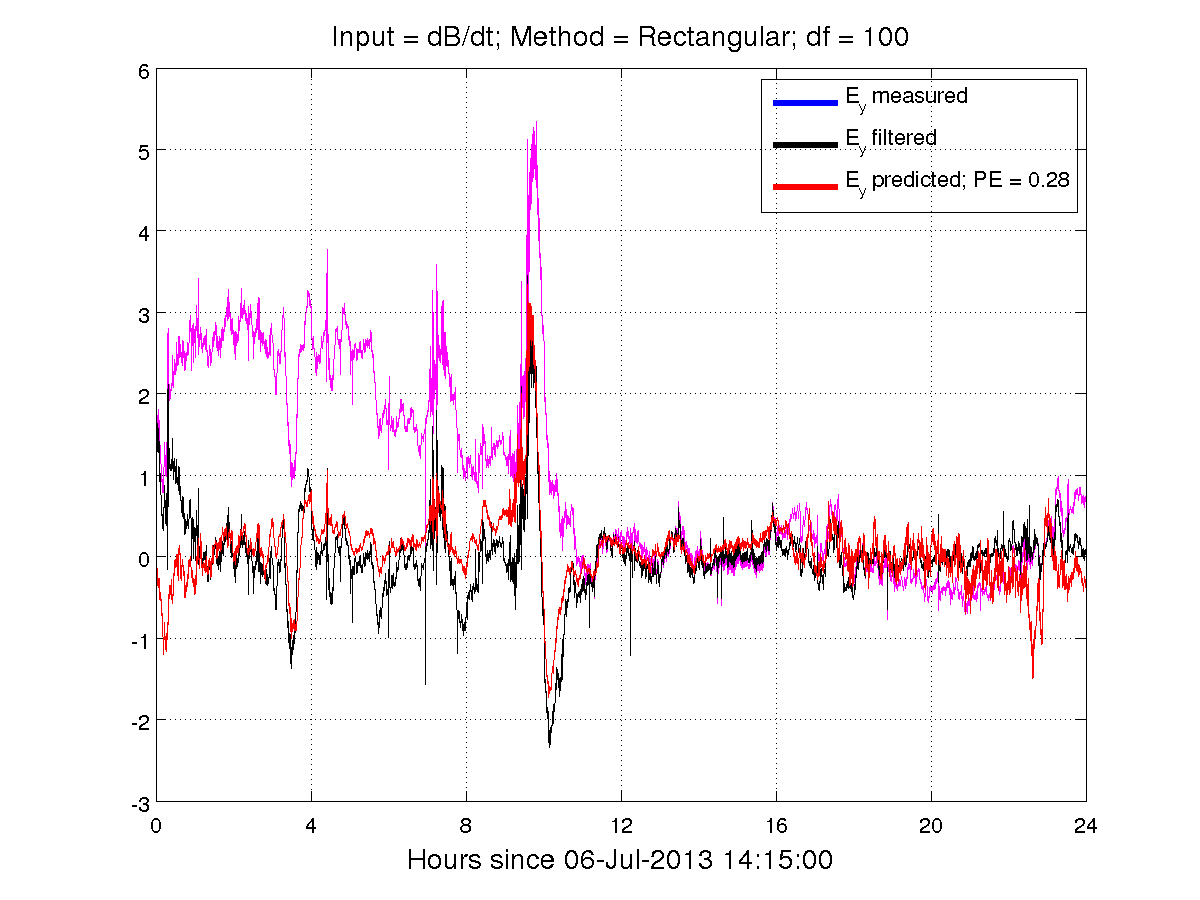 Input = dB/dt; Method = Rectangular; df = 100
6
5
4
3
2
1
0
-1
-2
-3
E_y measured
E_y filtered
E_y predicted; PE = 0.28
0 4 8 12 16 20 24
Hours since 06-Jul-2013 14:15:00